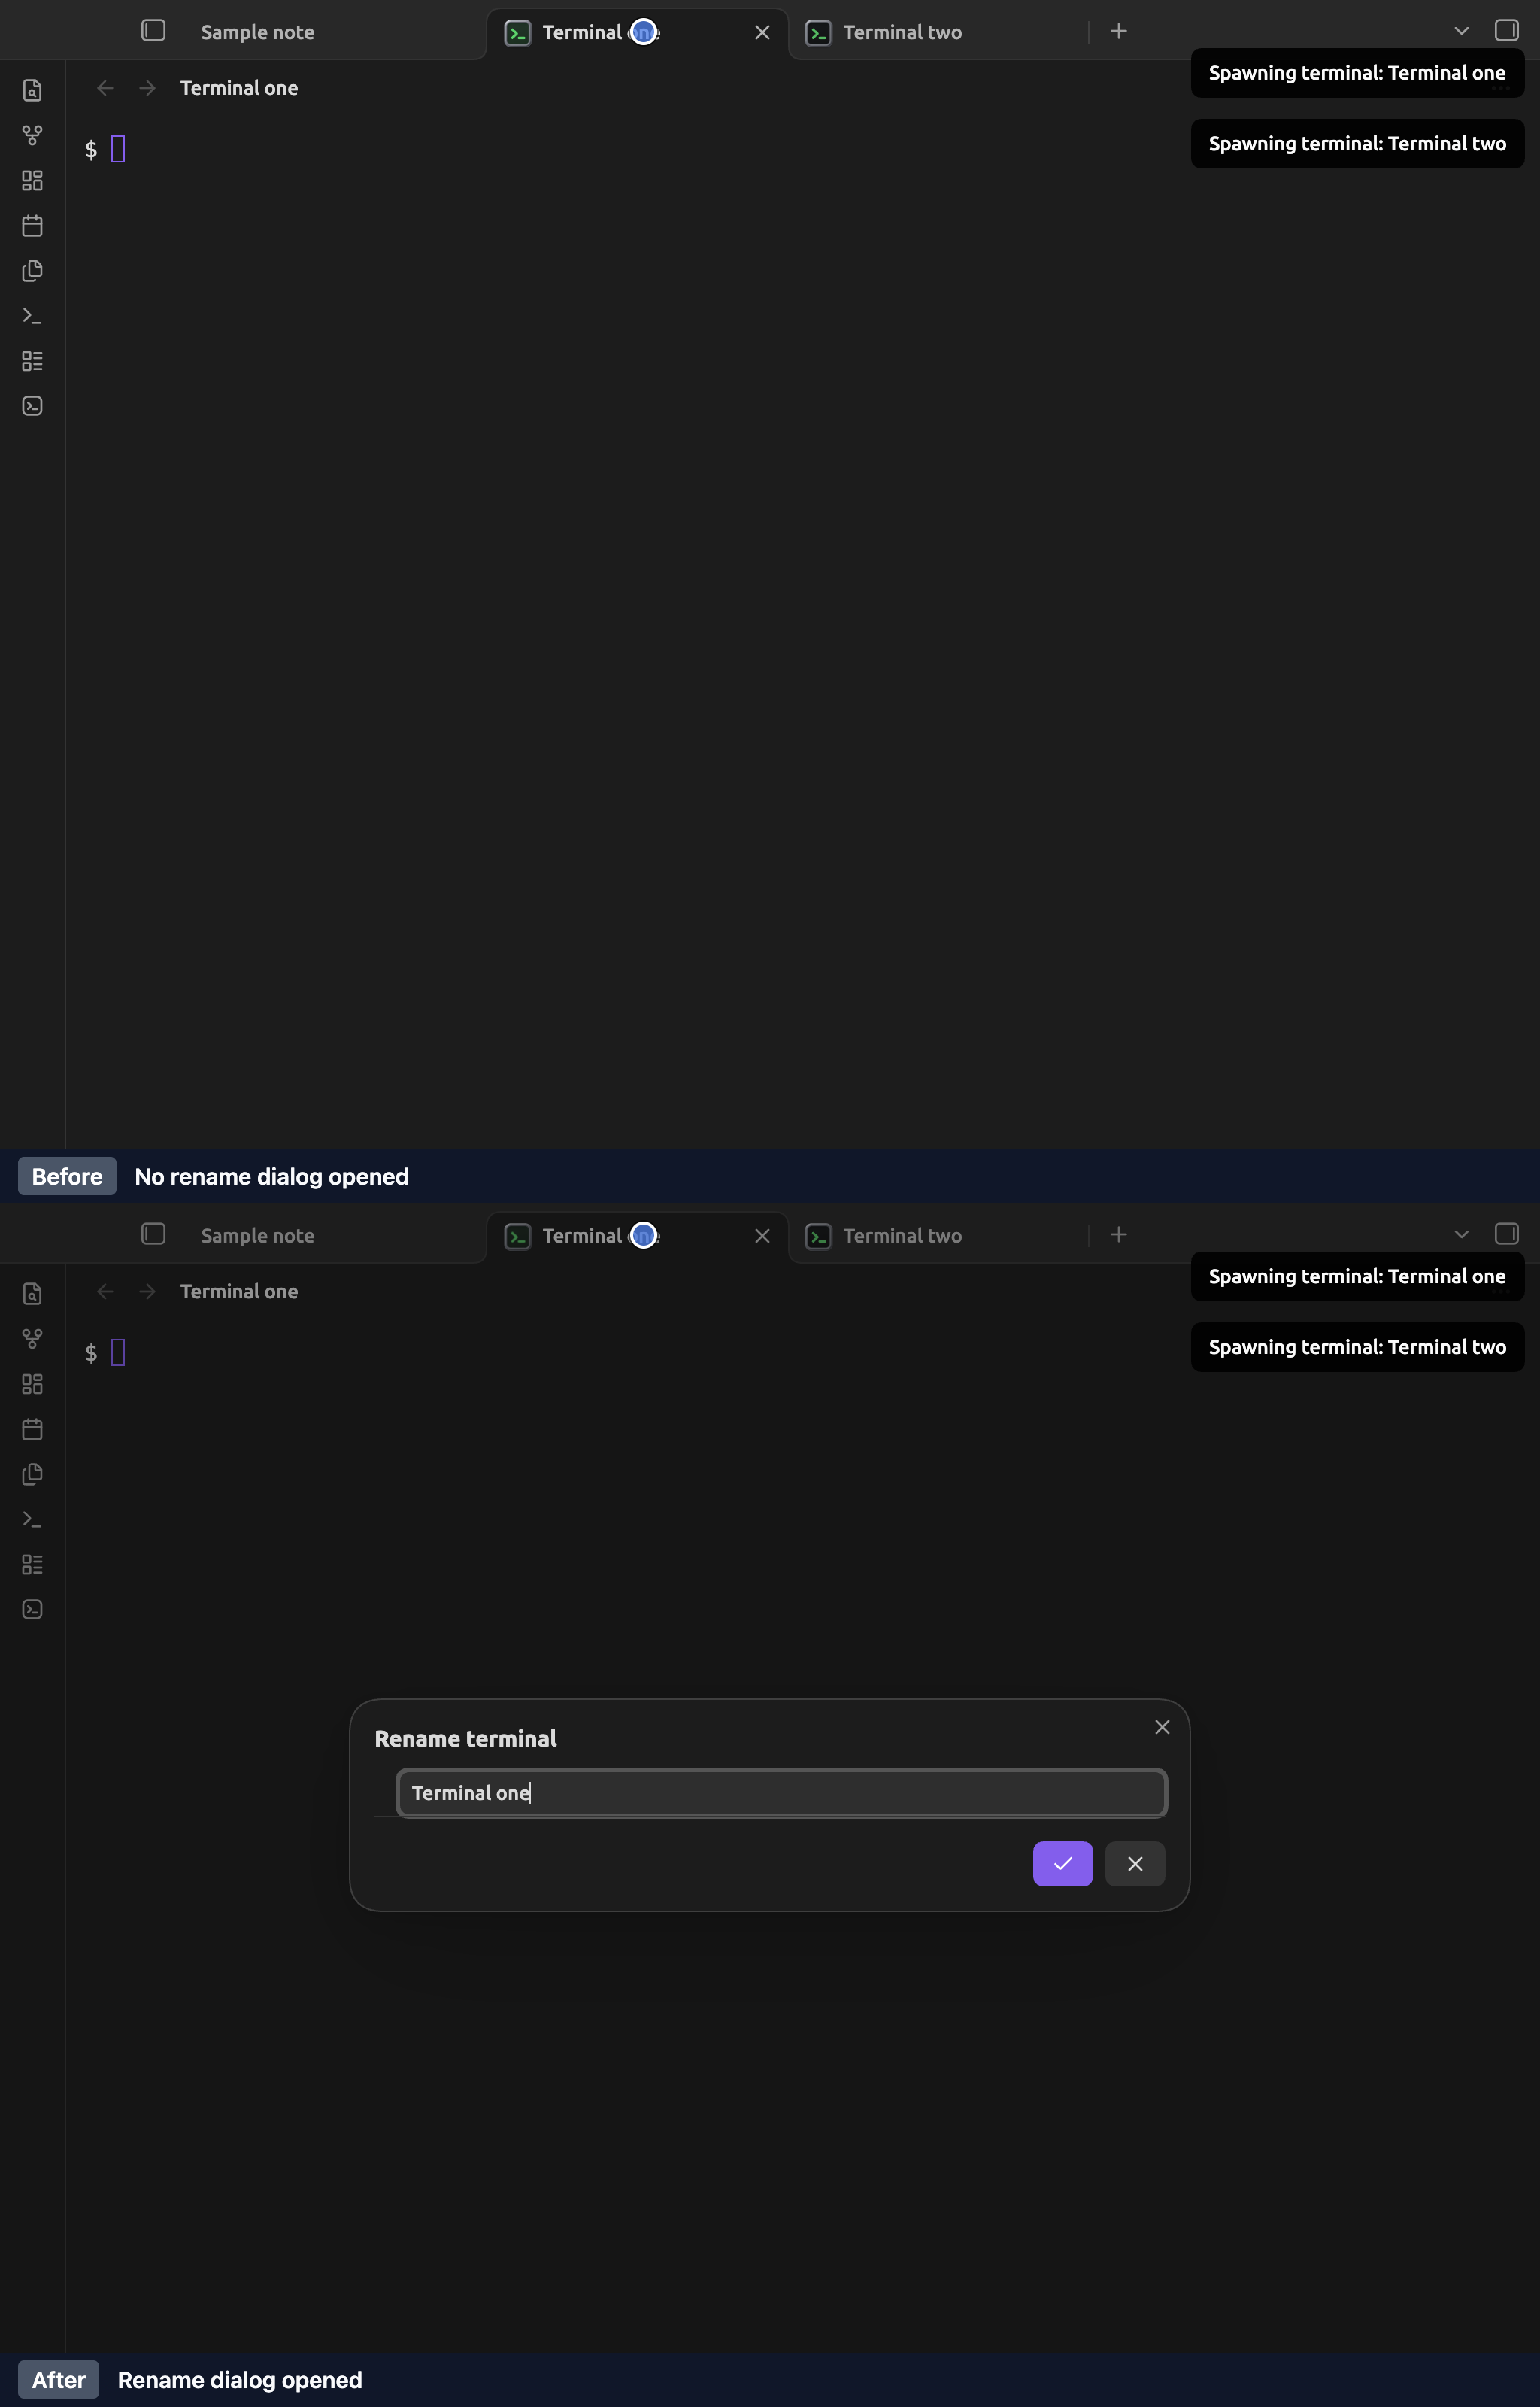 Sample note
Terminal one
Terminal two
Spawning terminal: Terminal one
Terminal one
Spawning terminal: Terminal two
$
Before No rename dialog opened
Sample note
Terminal one
Terminal two
Spawning terminal: Terminal one
Terminal one
Spawning terminal: Terminal two
$
Rename terminal
Terminal one
After Rename dialog opened